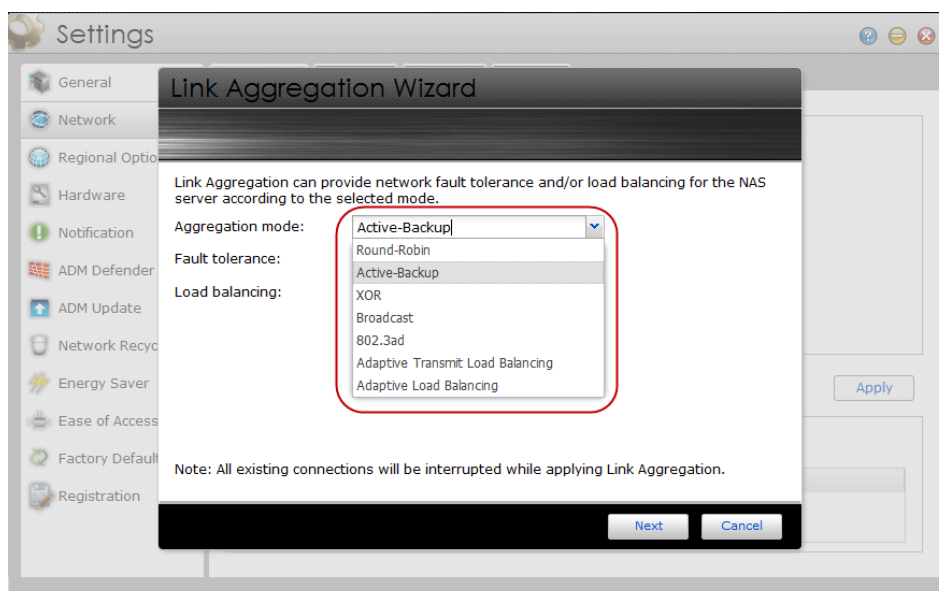 Settings
General
Network
Regional Optio
Hardware
Notification
ADM Defender
ADM Update
Network Recyc
Energy Saver
Ease of Access
Factory Default
Registration
Link Aggregation Wizard
Link Aggregation can provide network fault tolerance and/or load balancing for the NAS
server according to the selected mode.
Aggregation mode: Active-Backup
Fault tolerance:
Load balancing:
Round-Robin
Active-Backup
XOR
Broadcast
802.3ad
Adaptive Transmit Load Balancing
Adaptive Load Balancing
Note: All existing connections will be interrupted while applying Link Aggregation.
Next Cancel
Apply